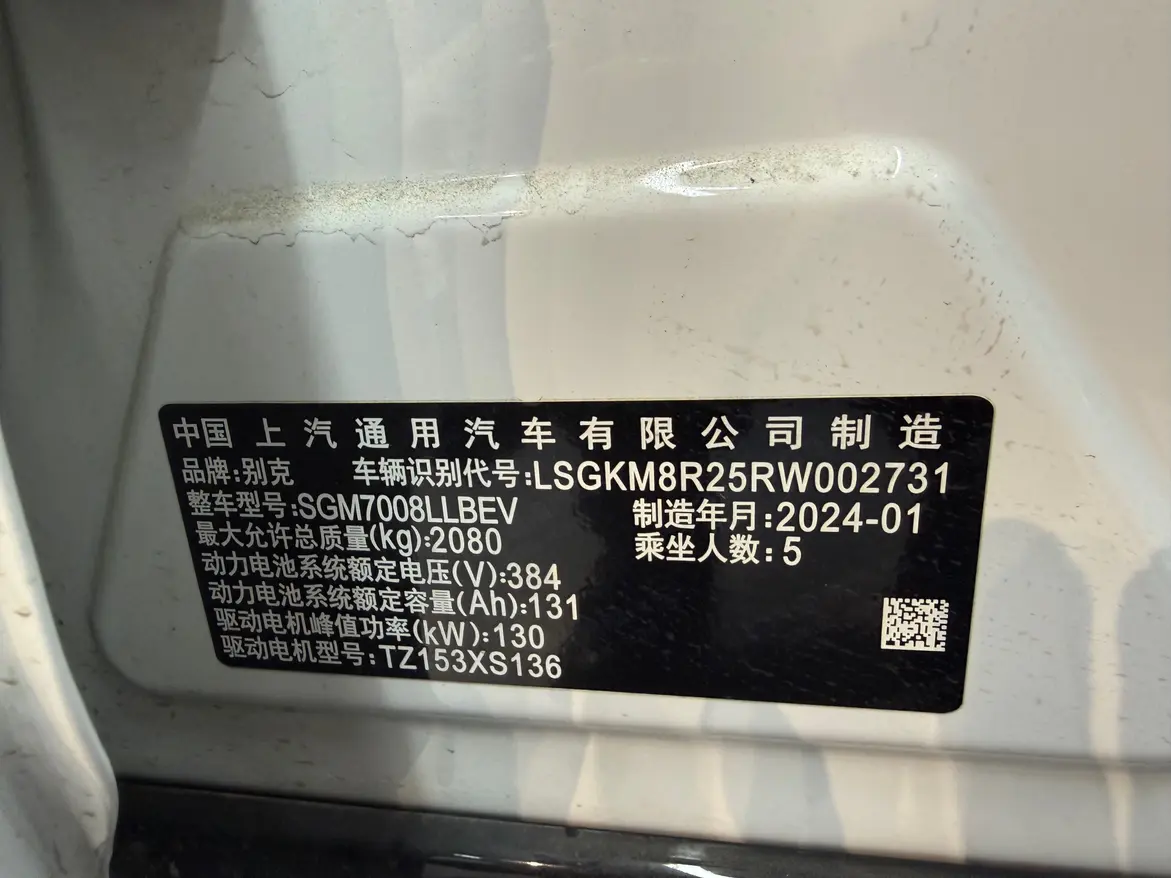 中国上汽通用汽车有限公司制造
品牌:别克 车辆识别代号:LSGKM8R25RW002731
整车型号:SGM7008LLBEV 制造年月:2024-01
最大允许总质量(kg):2080 乘坐人数:5
动力电池系统额定电压(V):384
动力电池系统额定容量(Ah):131
驱动电机峰值功率(kW):130
驱动电机型号:TZ153XS136